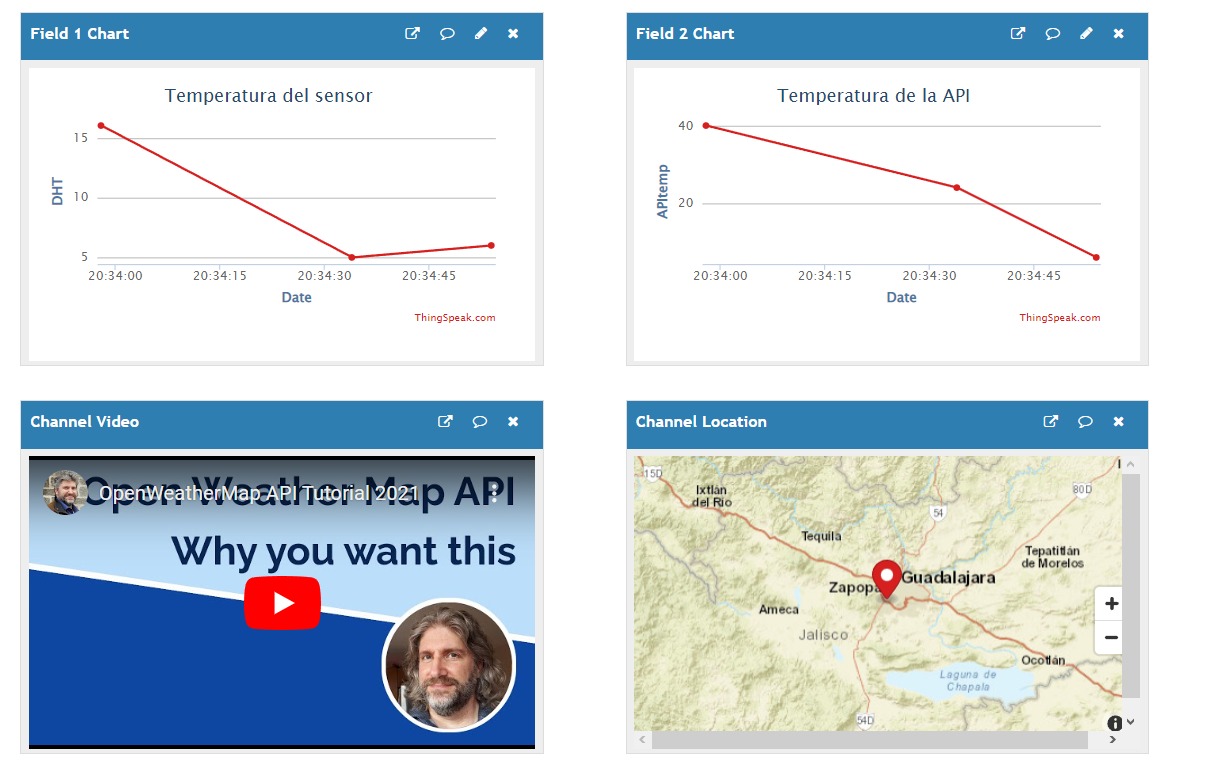 Field 1 Chart
Temperatura del sensor
15
10
5
DHT
20:34:00 20:34:15 20:34:30 20:34:45
Date
ThingSpeak.com
Field 2 Chart
Temperatura de la API
40
20
APItemp
20:34:00 20:34:15 20:34:30 20:34:45
Date
ThingSpeak.com
Channel Video
Open Weather Map API
OpenWeatherMap API Tutorial 2021
Why you want this
Channel Location
15D
Ixtlán
del Río
80D
54
Tequila
Tepatitlán
de Morelos
Guadalajara
Zapopa
Ameca
Jalisco
Ocotlán
Laguna de
Chapala
54D